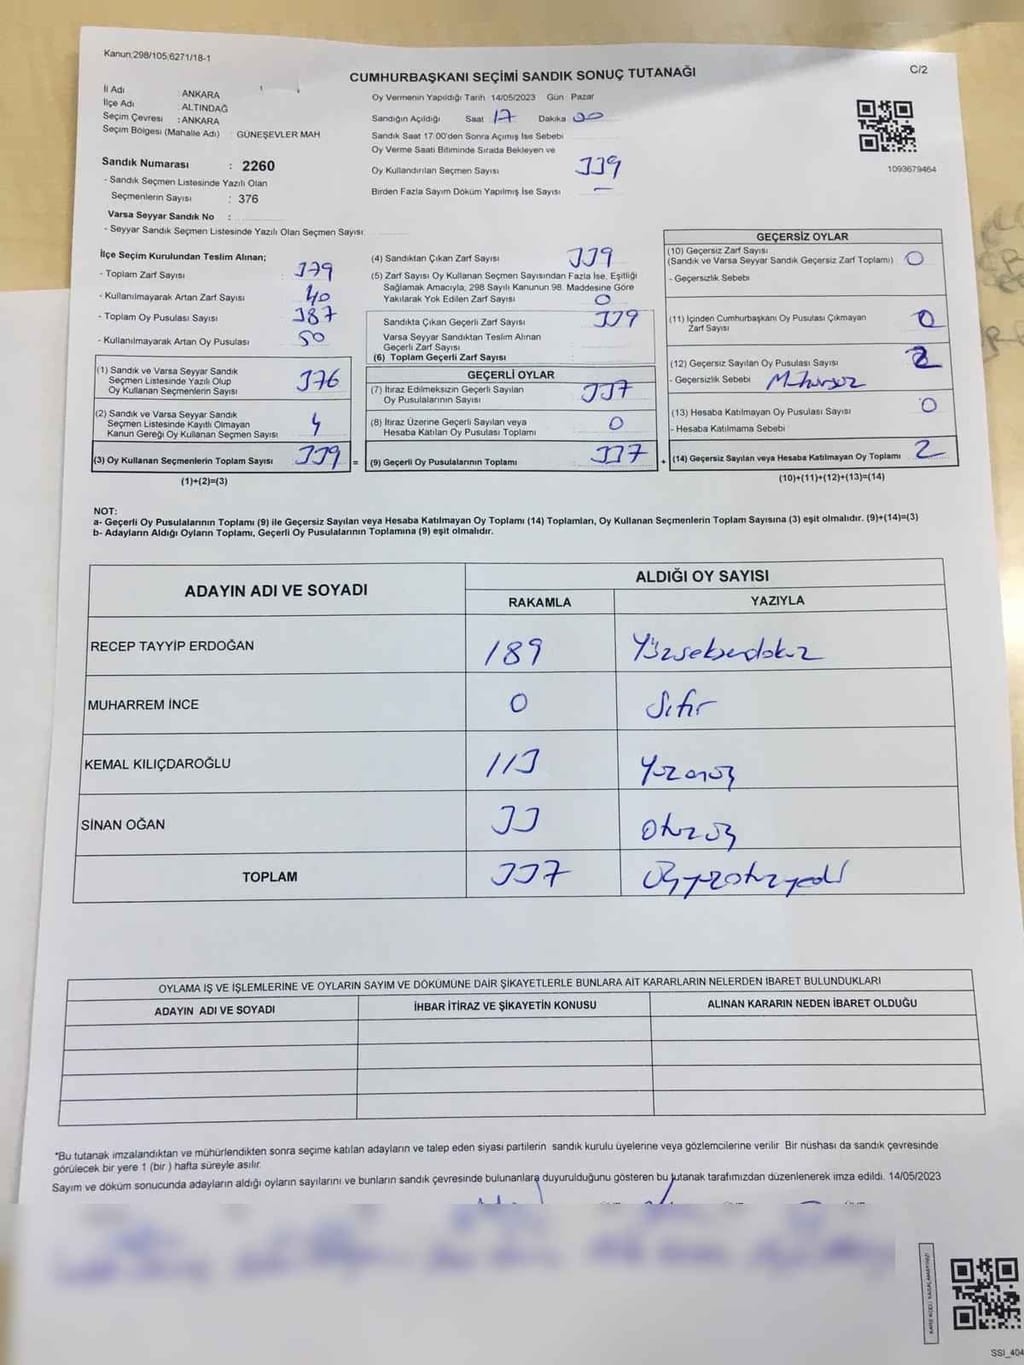 Kanun:298/105;6271/18-1
C/2
CUMHURBAŞKANI SEÇİMİ SANDIK SONUÇ TUTANAĞI
İl Adı : ANKARA
İlçe Adı : ALTINDAĞ
Seçim Çevresi : ANKARA
Seçim Bölgesi (Mahalle Adı) : GÜNEŞEVLER MAH
Sandık Numarası : 2260
- Sandık Seçmen Listesinde Yazılı Olan
Seçmenlerin Sayısı : 376
Varsa Seyyar Sandık No :
- Seyyar Sandık Seçmen Listesinde Yazılı Olan Seçmen Sayısı:
Oy Vermenin Yapıldığı Tarih 14/05/2023 Gün Pazar
Sandığın Açıldığı Saat 17 Dakika 00
Sandık Saat 17:00'den Sonra Açılmış İse Sebebi
Oy Verme Saati Bitiminde Sırada Bekleyen ve
Oy Kullandırılan Seçmen Sayısı 339
Birden Fazla Sayım Döküm Yapılmış İse Sayısı —
1093679464
İlçe Seçim Kurulundan Teslim Alınan;
- Toplam Zarf Sayısı 379
- Kullanılmayarak Artan Zarf Sayısı 40
- Toplam Oy Pusulası Sayısı 387
- Kullanılmayarak Artan Oy Pusulası 50
(1) Sandık ve Varsa Seyyar Sandık
Seçmen Listesinde Yazılı Olup
Oy Kullanan Seçmenlerin Sayısı 376
(2) Sandık ve Varsa Seyyar Sandık
Seçmen Listesinde Kayıtlı Olmayan
Kanun Gereği Oy Kullanan Seçmen Sayısı 4
(3) Oy Kullanan Seçmenlerin Toplam Sayısı 339 =
(1)+(2)=(3)
(4) Sandıktan Çıkan Zarf Sayısı 339
(5) Zarf Sayısı Oy Kullanan Seçmen Sayısından Fazla İse, Eşitliği
Sağlamak Amacıyla, 298 Sayılı Kanunun 98. Maddesine Göre
Yakılarak Yok Edilen Zarf Sayısı 0
Sandıkta Çıkan Geçerli Zarf Sayısı 339
Varsa Seyyar Sandıktan Teslim Alınan
Geçerli Zarf Sayısı
(6) Toplam Geçerli Zarf Sayısı
GEÇERLİ OYLAR
(7) İtiraz Edilmeksizin Geçerli Sayılan
Oy Pusulalarının Sayısı 337
(8) İtiraz Üzerine Geçerli Sayılan veya
Hesaba Katılan Oy Pusulası Toplamı 0
(9) Geçerli Oy Pusulalarının Toplamı 337 +
GEÇERSİZ OYLAR
(10) Geçersiz Zarf Sayısı
(Sandık ve Varsa Seyyar Sandık Geçersiz Zarf Toplamı) 0
- Geçersizlik Sebebi
(11) İçinden Cumhurbaşkanı Oy Pusulası Çıkmayan
Zarf Sayısı 0
(12) Geçersiz Sayılan Oy Pusulası Sayısı 2
- Geçersizlik Sebebi Mühürsüz
(13) Hesaba Katılmayan Oy Pusulası Sayısı 0
- Hesaba Katılmama Sebebi
(14) Geçersiz Sayılan veya Hesaba Katılmayan Oy Toplamı 2
(10)+(11)+(12)+(13)=(14)
NOT:
a- Geçerli Oy Pusulalarının Toplamı (9) ile Geçersiz Sayılan veya Hesaba Katılmayan Oy Toplamı (14) Toplamları, Oy Kullanan Seçmenlerin Toplam Sayısına (3) eşit olmalıdır. (9)+(14)=(3)
b- Adayların Aldığı Oyların Toplamı, Geçerli Oy Pusulalarının Toplamına (9) eşit olmalıdır.
ADAYIN ADI VE SOYADI
ALDIĞI OY SAYISI
RAKAMLA YAZIYLA
RECEP TAYYİP ERDOĞAN 189 Yüzseksendokuz
MUHARREM İNCE 0 Sıfır
KEMAL KILIÇDAROĞLU 113 Yüzonüç
SİNAN OĞAN 33 Otuzüç
TOPLAM 337 Üçyüzotuzyedi
OYLAMA İŞ VE İŞLEMLERİNE VE OYLARIN SAYIM VE DÖKÜMÜNE DAİR ŞİKAYETLERLE BUNLARA AİT KARARLARIN NELERDEN İBARET BULUNDUKLARI
ADAYIN ADI VE SOYADI İHBAR İTİRAZ VE ŞİKAYETİN KONUSU ALINAN KARARIN NEDEN İBARET OLDUĞU
*Bu tutanak imzalandıktan ve mühürlendikten sonra seçime katılan adayların ve talep eden siyasi partilerin sandık kurulu üyelerine veya gözlemcilerine verilir. Bir nüshası da sandık çevresinde
görülecek bir yere 1 (bir ) hafta süreyle asılır.
Sayım ve döküm sonucunda adayların aldığı oyların sayılarını ve bunların sandık çevresinde bulunanlara duyurulduğunu gösteren bu tutanak tarafımızdan düzenlenerek imza edildi. 14/05/2023
SSI_404